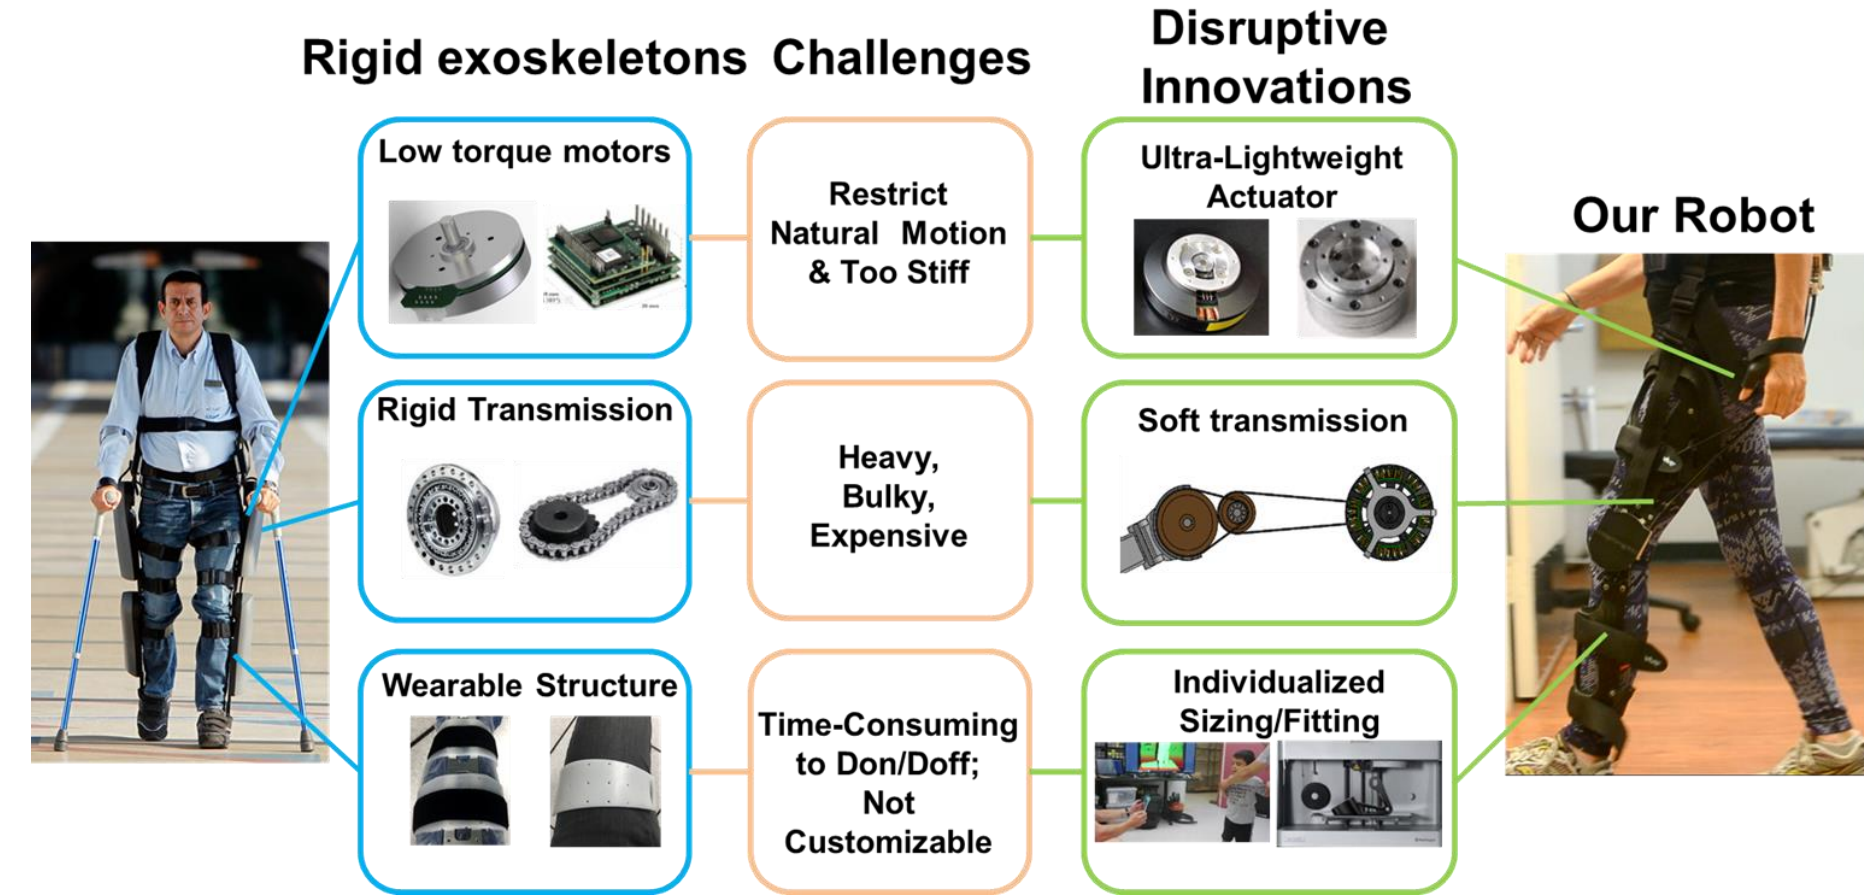 Rigid exoskeletons
Challenges
Disruptive
Innovations
Low torque motors
Restrict
Natural Motion
& Too Stiff
Ultra-Lightweight
Actuator
Our Robot
Rigid Transmission
Heavy,
Bulky,
Expensive
Soft transmission
Wearable Structure
Time-Consuming
to Don/Doff;
Not
Customizable
Individualized
Sizing/Fitting